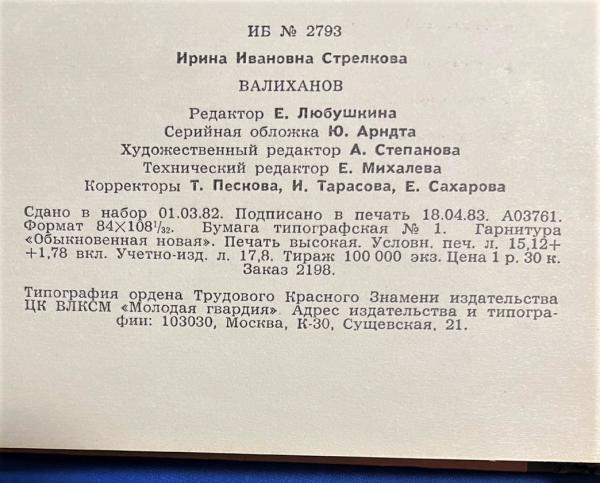 ИБ № 2793
Ирина Ивановна Стрелкова
ВАЛИХАНОВ
Редактор Е. Любушкина
Серийная обложка Ю. Арндта
Художественный редактор А. Степанова
Технический редактор Е. Михалева
Корректоры Т. Пескова, И. Тарасова, Е. Сахарова
Сдано в набор 01.03.82. Подписано в печать 18.04.83. А03761.
Формат 84×108¹/₃₂. Бумага типографская № 1. Гарнитура
«Обыкновенная новая». Печать высокая. Условн. печ. л. 15,12+
+1,78 вкл. Учетно-изд. л. 17,8. Тираж 100 000 экз. Цена 1 р. 30 к.
Заказ 2198.
Типография ордена Трудового Красного Знамени издательства
ЦК ВЛКСМ «Молодая гвардия». Адрес издательства и типогра-
фии: 103030, Москва, К-30, Сущевская, 21.